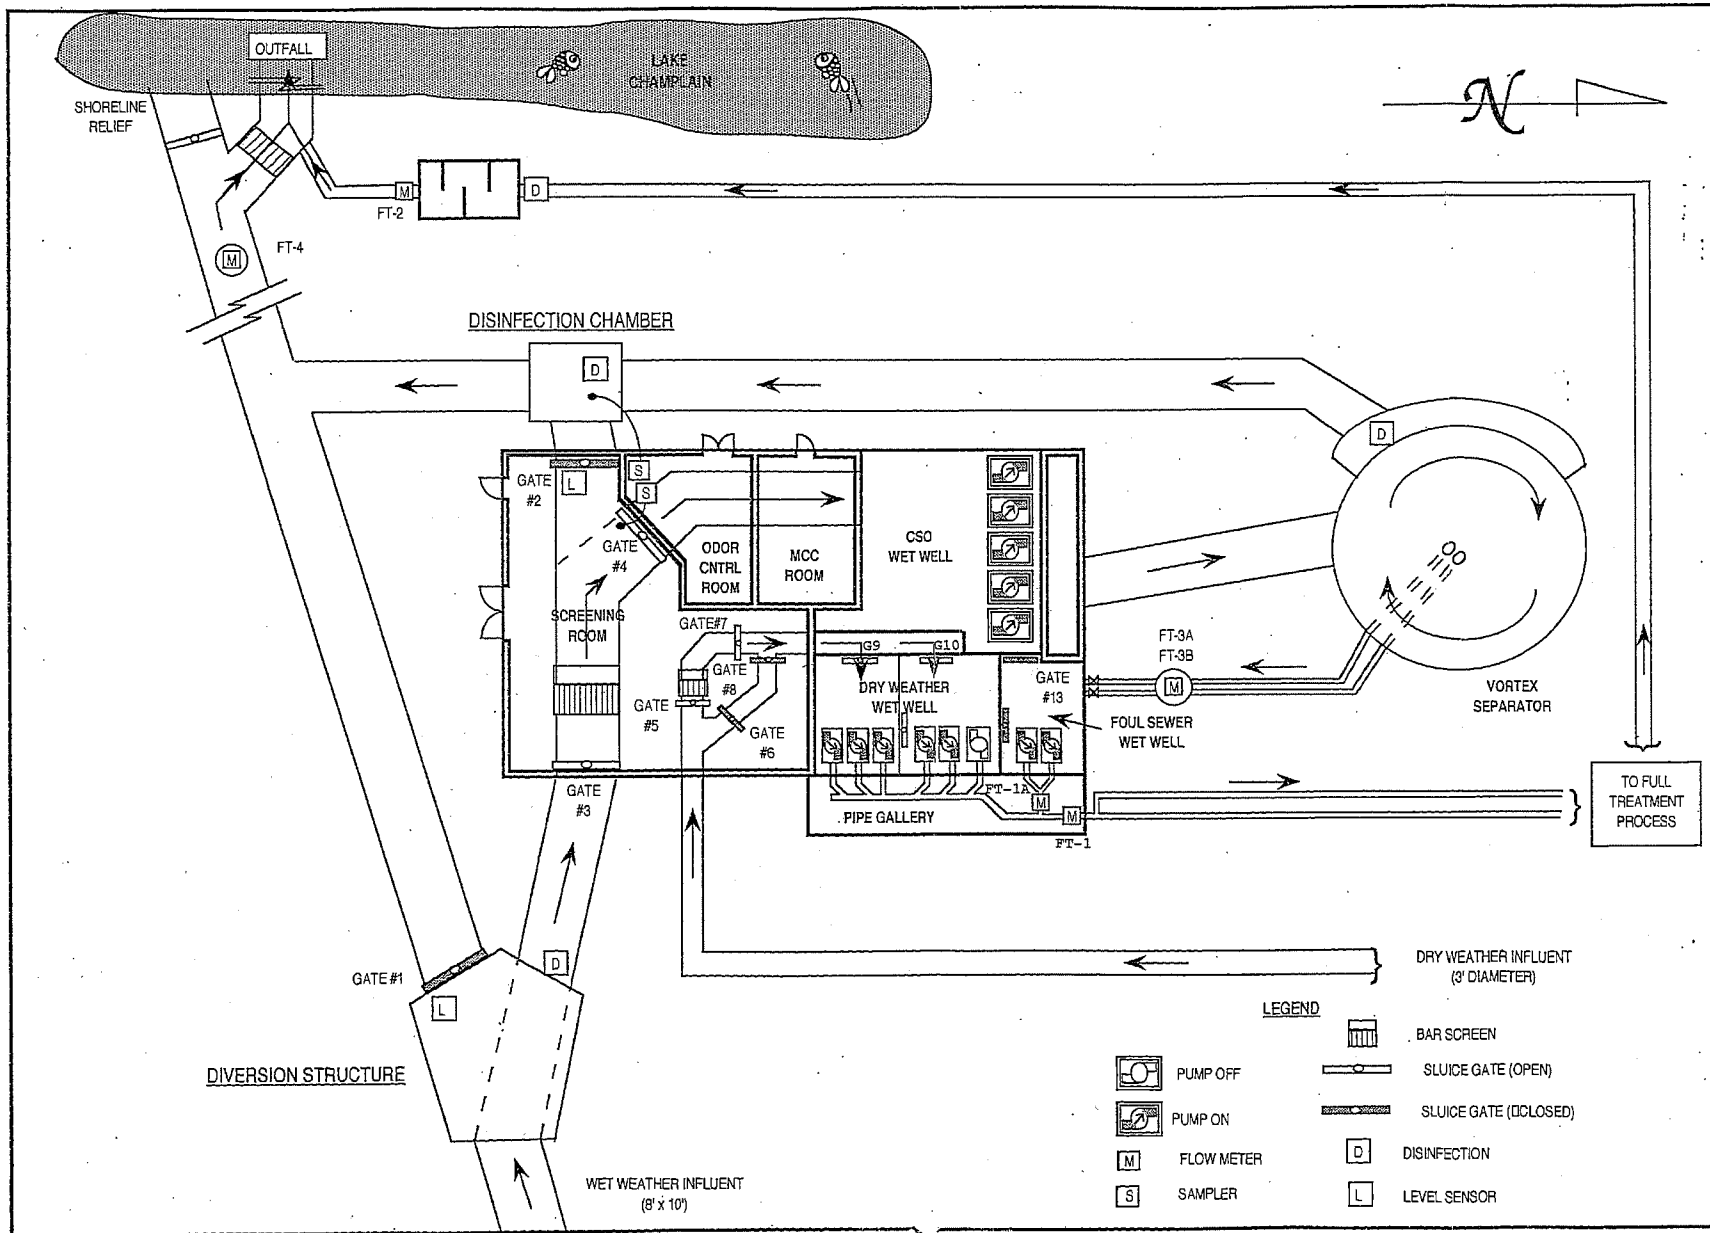 OUTFALL
LAKE
CHAMPLAIN
N
SHORELINE
RELIEF
M
D
FT-2
FT-4
M
DISINFECTION CHAMBER
D
D
GATE
#2
L
S
S
GATE
#4
ODOR
CNTRL
ROOM
MCC
ROOM
CSO
WET WELL
SCREENING
ROOM
GATE#7
G9
G10
GATE
#8
DRY WEATHER
WET WELL
GATE
#13
FT-3A
FT-3B
M
VORTEX
SEPARATOR
GATE
#5
GATE
#6
FOUL SEWER
WET WELL
GATE
#3
FT-1A
M
PIPE GALLERY
M
FT-1
TO FULL
TREATMENT
PROCESS
GATE #1
D
L
DRY WEATHER INFLUENT
(3' DIAMETER)
DIVERSION STRUCTURE
WET WEATHER INFLUENT
(8' x 10')
LEGEND
PUMP OFF
PUMP ON
M FLOW METER
S SAMPLER
BAR SCREEN
SLUICE GATE (OPEN)
SLUICE GATE (▯CLOSED)
D DISINFECTION
L LEVEL SENSOR